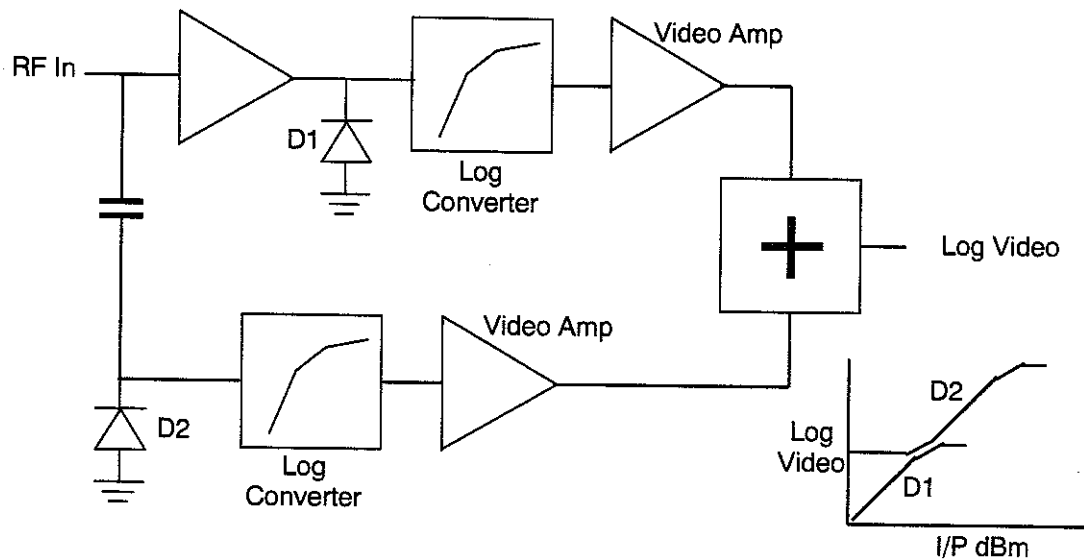 Video Amp
RF In
D1
Log
Converter
+
Log Video
Video Amp
D2
Log
Converter
D2
Log
Video
D1
I/P dBm